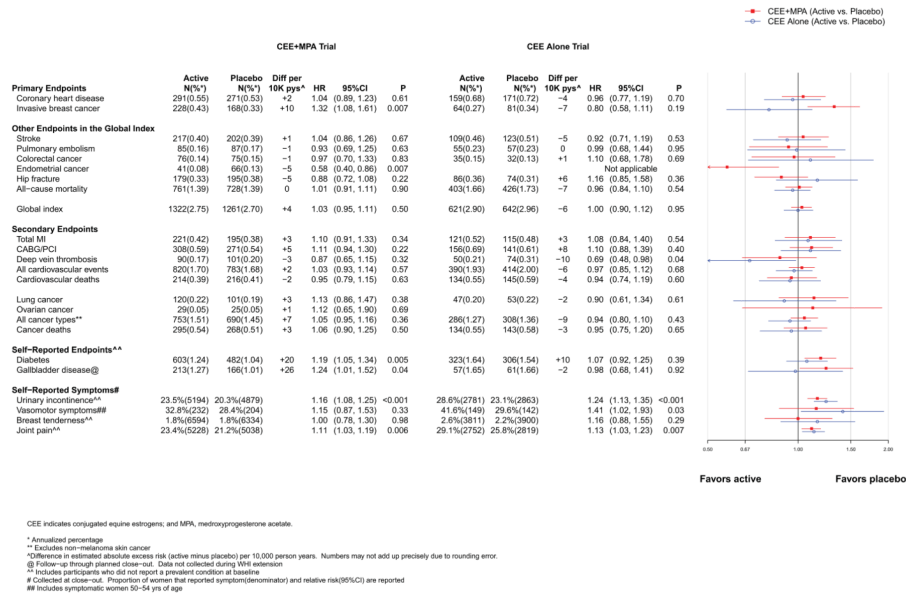 CEE+MPA (Active vs. Placebo)
CEE Alone (Active vs. Placebo)
CEE+MPA Trial CEE Alone Trial
Active Placebo Diff per Active Placebo Diff per
Primary Endpoints N(%*) N(%*) 10K pys^ HR 95%CI P N(%*) N(%*) 10K pys^ HR 95%CI P
Coronary heart disease 291(0.55) 271(0.53) +2 1.04 (0.89, 1.23) 0.61 159(0.68) 171(0.72) −4 0.96 (0.77, 1.19) 0.70
Invasive breast cancer 228(0.43) 168(0.33) +10 1.32 (1.08, 1.61) 0.007 64(0.27) 81(0.34) −7 0.80 (0.58, 1.11) 0.19
Other Endpoints in the Global Index
Stroke 217(0.40) 202(0.39) +1 1.04 (0.86, 1.26) 0.67 109(0.46) 123(0.51) −5 0.92 (0.71, 1.19) 0.53
Pulmonary embolism 85(0.16) 87(0.17) −1 0.93 (0.69, 1.25) 0.63 55(0.23) 57(0.23) 0 0.99 (0.68, 1.44) 0.95
Colorectal cancer 76(0.14) 75(0.15) −1 0.97 (0.70, 1.33) 0.83 35(0.15) 32(0.13) +1 1.10 (0.68, 1.78) 0.69
Endometrial cancer 41(0.08) 66(0.13) −5 0.58 (0.40, 0.86) 0.007 Not applicable
Hip fracture 179(0.33) 195(0.38) −5 0.88 (0.72, 1.08) 0.22 86(0.36) 74(0.31) +6 1.16 (0.85, 1.58) 0.36
All−cause mortality 761(1.39) 728(1.39) 0 1.01 (0.91, 1.11) 0.90 403(1.66) 426(1.73) −7 0.96 (0.84, 1.10) 0.54
Global index 1322(2.75) 1261(2.70) +4 1.03 (0.95, 1.11) 0.50 621(2.90) 642(2.96) −6 1.00 (0.90, 1.12) 0.95
Secondary Endpoints
Total MI 221(0.42) 195(0.38) +3 1.10 (0.91, 1.33) 0.34 121(0.52) 115(0.48) +3 1.08 (0.84, 1.40) 0.54
CABG/PCI 308(0.59) 271(0.54) +5 1.11 (0.94, 1.30) 0.22 156(0.69) 141(0.61) +8 1.10 (0.88, 1.39) 0.40
Deep vein thrombosis 90(0.17) 101(0.20) −3 0.87 (0.65, 1.15) 0.32 50(0.21) 74(0.31) −10 0.69 (0.48, 0.98) 0.04
All cardiovascular events 820(1.70) 783(1.68) +2 1.03 (0.93, 1.14) 0.57 390(1.93) 414(2.00) −6 0.97 (0.85, 1.12) 0.68
Cardiovascular deaths 214(0.39) 216(0.41) −2 0.95 (0.79, 1.15) 0.63 134(0.55) 145(0.59) −4 0.94 (0.74, 1.19) 0.60
Lung cancer 120(0.22) 101(0.19) +3 1.13 (0.86, 1.47) 0.38 47(0.20) 53(0.22) −2 0.90 (0.61, 1.34) 0.61
Ovarian cancer 29(0.05) 25(0.05) +1 1.12 (0.65, 1.90) 0.69
All cancer types** 753(1.51) 690(1.45) +7 1.05 (0.95, 1.16) 0.36 286(1.27) 308(1.36) −9 0.94 (0.80, 1.10) 0.43
Cancer deaths 295(0.54) 268(0.51) +3 1.06 (0.90, 1.25) 0.50 134(0.55) 143(0.58) −3 0.95 (0.75, 1.20) 0.65
Self−Reported Endpoints^^
Diabetes 603(1.24) 482(1.04) +20 1.19 (1.05, 1.34) 0.005 323(1.64) 306(1.54) +10 1.07 (0.92, 1.25) 0.39
Gallbladder disease@ 213(1.27) 166(1.01) +26 1.24 (1.01, 1.52) 0.04 57(1.65) 61(1.66) −2 0.98 (0.68, 1.41) 0.92
Self−Reported Symptoms#
Urinary incontinence^^ 23.5%(5194) 20.3%(4879) 1.16 (1.08, 1.25) <0.001 28.6%(2781) 23.1%(2863) 1.24 (1.13, 1.35) <0.001
Vasomotor symptoms## 32.8%(232) 28.4%(204) 1.15 (0.87, 1.53) 0.33 41.6%(149) 29.6%(142) 1.41 (1.02, 1.93) 0.03
Breast tenderness^^ 1.8%(6594) 1.8%(6334) 1.00 (0.78, 1.30) 0.98 2.6%(3811) 2.2%(3900) 1.16 (0.88, 1.55) 0.29
Joint pain^^ 23.4%(5228) 21.2%(5038) 1.11 (1.03, 1.19) 0.006 29.1%(2752) 25.8%(2819) 1.13 (1.03, 1.23) 0.007
0.50 0.67 1.00 1.50 2.00
Favors active Favors placebo
CEE indicates conjugated equine estrogens; and MPA, medroxyprogesterone acetate.
* Annualized percentage
** Excludes non−melanoma skin cancer
^Difference in estimated absolute excess risk (active minus placebo) per 10,000 person years. Numbers may not add up precisely due to rounding error.
@ Follow−up through planned close−out. Data not collected during WHI extension
^^ Includes participants who did not report a prevalent condition at baseline
# Collected at close−out. Proportion of women that reported symptom(denominator) and relative risk(95%CI) are reported
## Includes symptomatic women 50−54 yrs of age